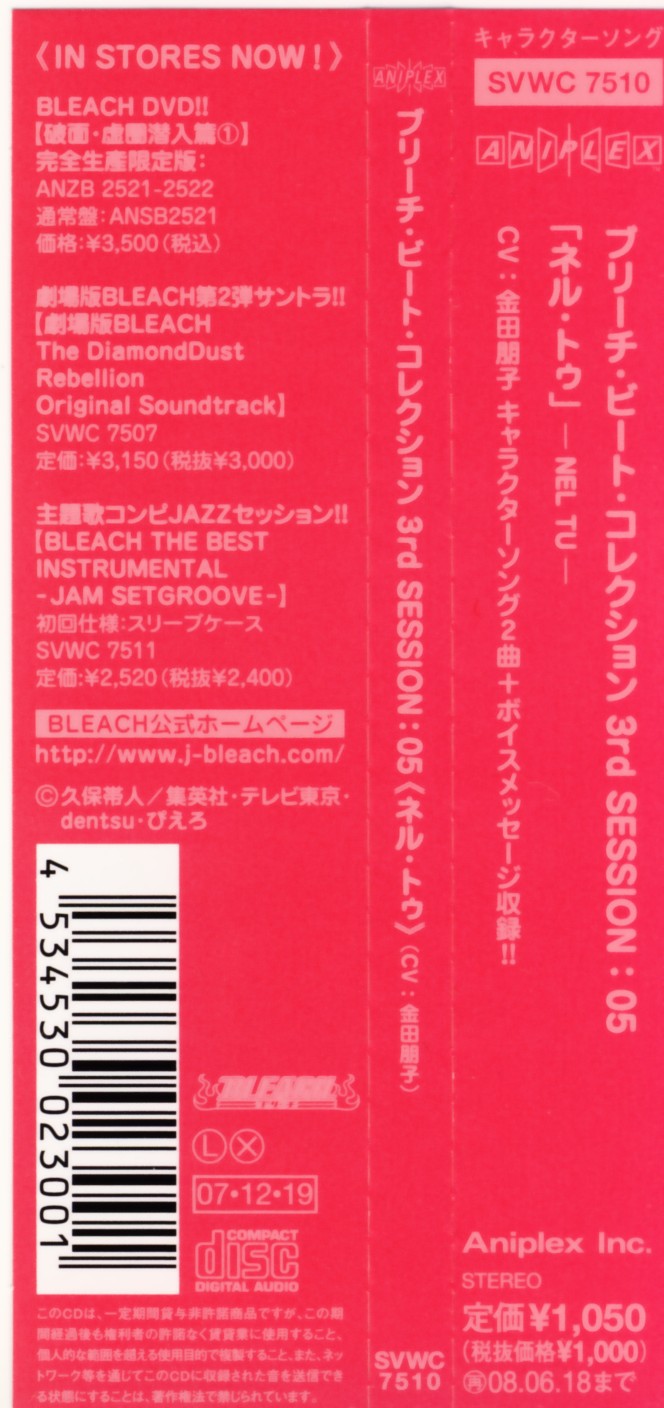 〈IN STORES NOW!〉
BLEACH DVD!!
【破面・虚圏潜入篇①】
完全生産限定版：
ANZB 2521-2522
通常盤：ANSB2521
価格：¥3,500（税込）
劇場版BLEACH第2弾サントラ!!
【劇場版BLEACH
The DiamondDust
Rebellion
Original Soundtrack】
SVWC 7507
定価：¥3,150（税抜¥3,000）
主題歌コンピJAZZセッション!!
【BLEACH THE BEST
INSTRUMENTAL
-JAM SETGROOVE-】
初回仕様：スリーブケース
SVWC 7511
定価：¥2,520（税抜¥2,400）
BLEACH公式ホームページ
http://www.j-bleach.com/
©久保帯人／集英社・テレビ東京・
dentsu・ぴえろ
4 534530 023001
BLEACH
ブリーチ
L X
07・12・19
COMPACT
disc
DIGITAL AUDIO
このCDは、一定期間貸与非許諾商品ですが、この期
間経過後も権利者の許諾なく賃貸業に使用すること、
個人的な範囲を超える使用目的で複製すること、また、ネッ
トワーク等を通じてこのCDに収録された音を送信でき
る状態にすることは、著作権法で禁じられています。
ANIPLEX
ブリーチ・ビート・コレクション 3rd SESSION：05〈ネル・トゥ〉（CV：金田朋子）
SVWC
7510
キャラクターソング
SVWC 7510
ANIPLEX
ブリーチ・ビート・コレクション 3rd SESSION：05
「ネル・トゥ」― NEL TU ―
CV：金田朋子 キャラクターソング2曲＋ボイスメッセージ収録!!
Aniplex Inc.
STEREO
定価¥1,050
（税抜価格¥1,000）
再08.06.18まで